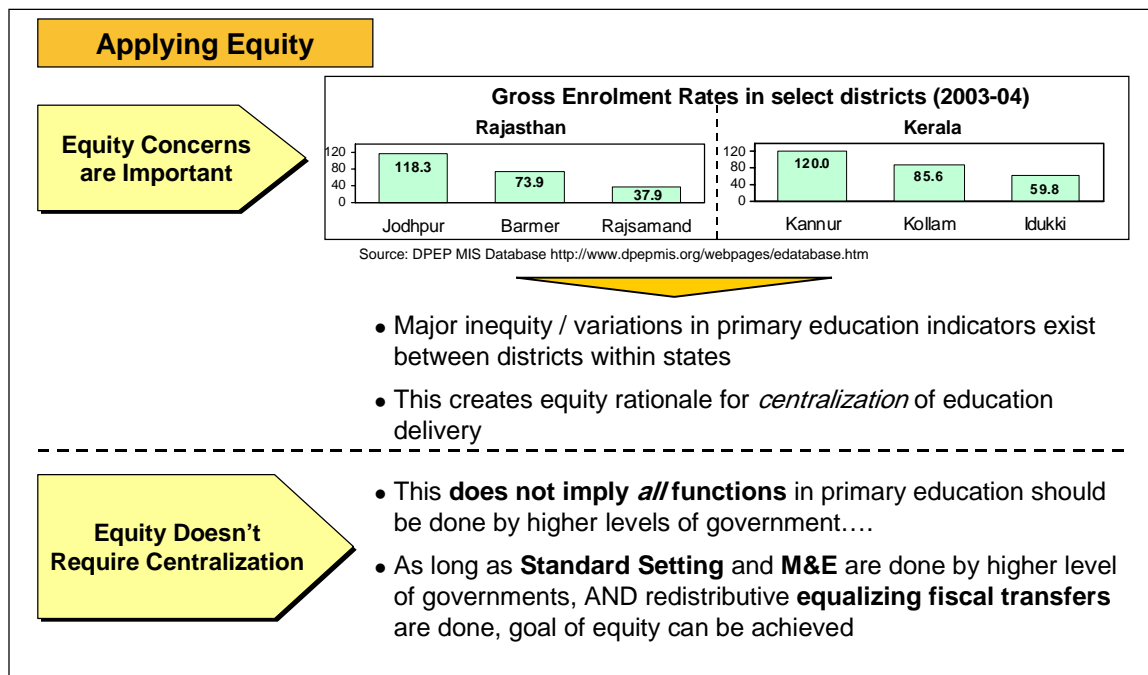 Applying Equity
Equity Concerns
are Important
Gross Enrolment Rates in select districts (2003-04)
Rajasthan
120
80
40
0
118.3
73.9
37.9
Jodhpur Barmer Rajsamand
Kerala
120
80
40
0
120.0
85.6
59.8
Kannur Kollam Idukki
Source: DPEP MIS Database http://www.dpepmis.org/webpages/edatabase.htm
● Major inequity / variations in primary education indicators exist
between districts within states
● This creates equity rationale for centralization of education
delivery
Equity Doesn't
Require Centralization
● This does not imply all functions in primary education should
be done by higher levels of government….
● As long as Standard Setting and M&E are done by higher level
of governments, AND redistributive equalizing fiscal transfers
are done, goal of equity can be achieved